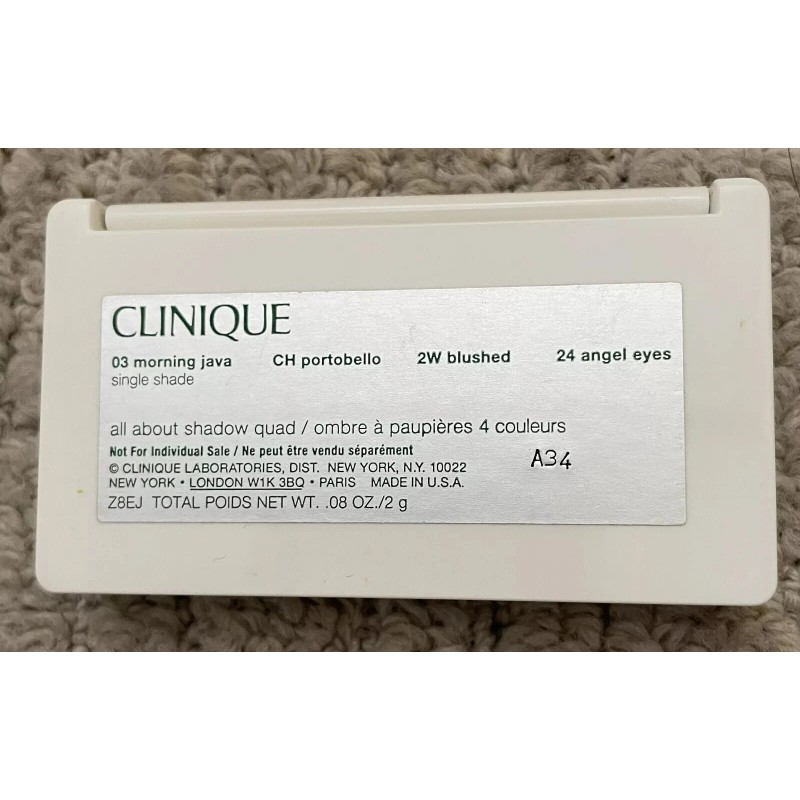 CLINIQUE
03 morning java CH portobello 2W blushed 24 angel eyes
single shade
all about shadow quad / ombre à paupières 4 couleurs
Not For Individual Sale / Ne peut être vendu séparément
A34
© CLINIQUE LABORATORIES, DIST. NEW YORK, N.Y. 10022
NEW YORK • LONDON W1K 3BQ • PARIS MADE IN U.S.A.
Z8EJ TOTAL POIDS NET WT. .08 OZ./2 g